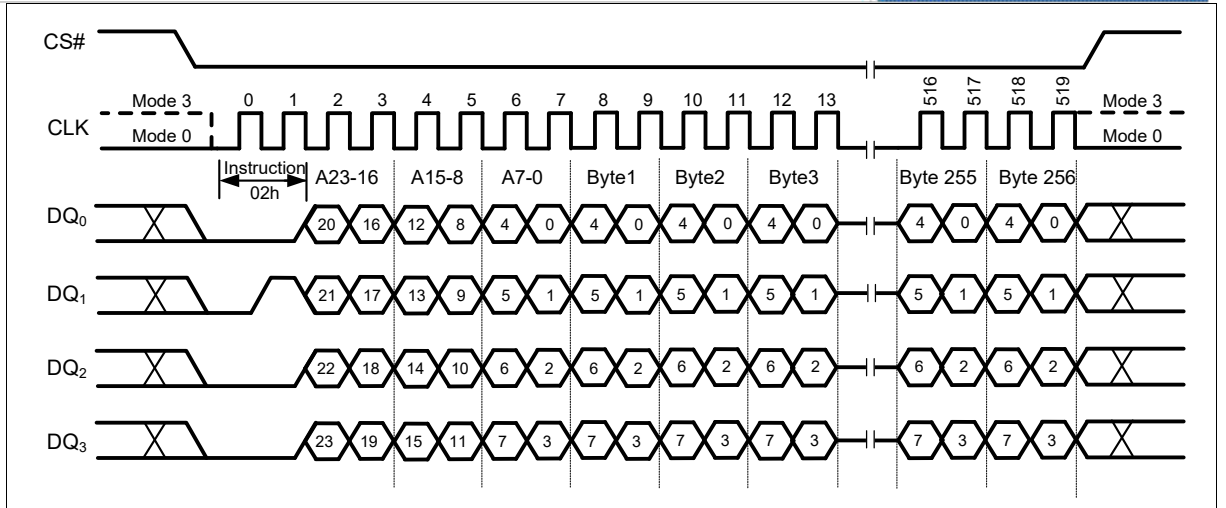 CS#
0 1 2 3 4 5 6 7 8 9 10 11 12 13 516 517 518 519
Mode 3 Mode 3
CLK
Mode 0 Mode 0
Instruction
02h
A23-16 A15-8 A7-0 Byte1 Byte2 Byte3 Byte 255 Byte 256
DQ0 20 16 12 8 4 0 4 0 4 0 4 0 4 0 4 0
DQ1 21 17 13 9 5 1 5 1 5 1 5 1 5 1 5 1
DQ2 22 18 14 10 6 2 6 2 6 2 6 2 6 2 6 2
DQ3 23 19 15 11 7 3 7 3 7 3 7 3 7 3 7 3